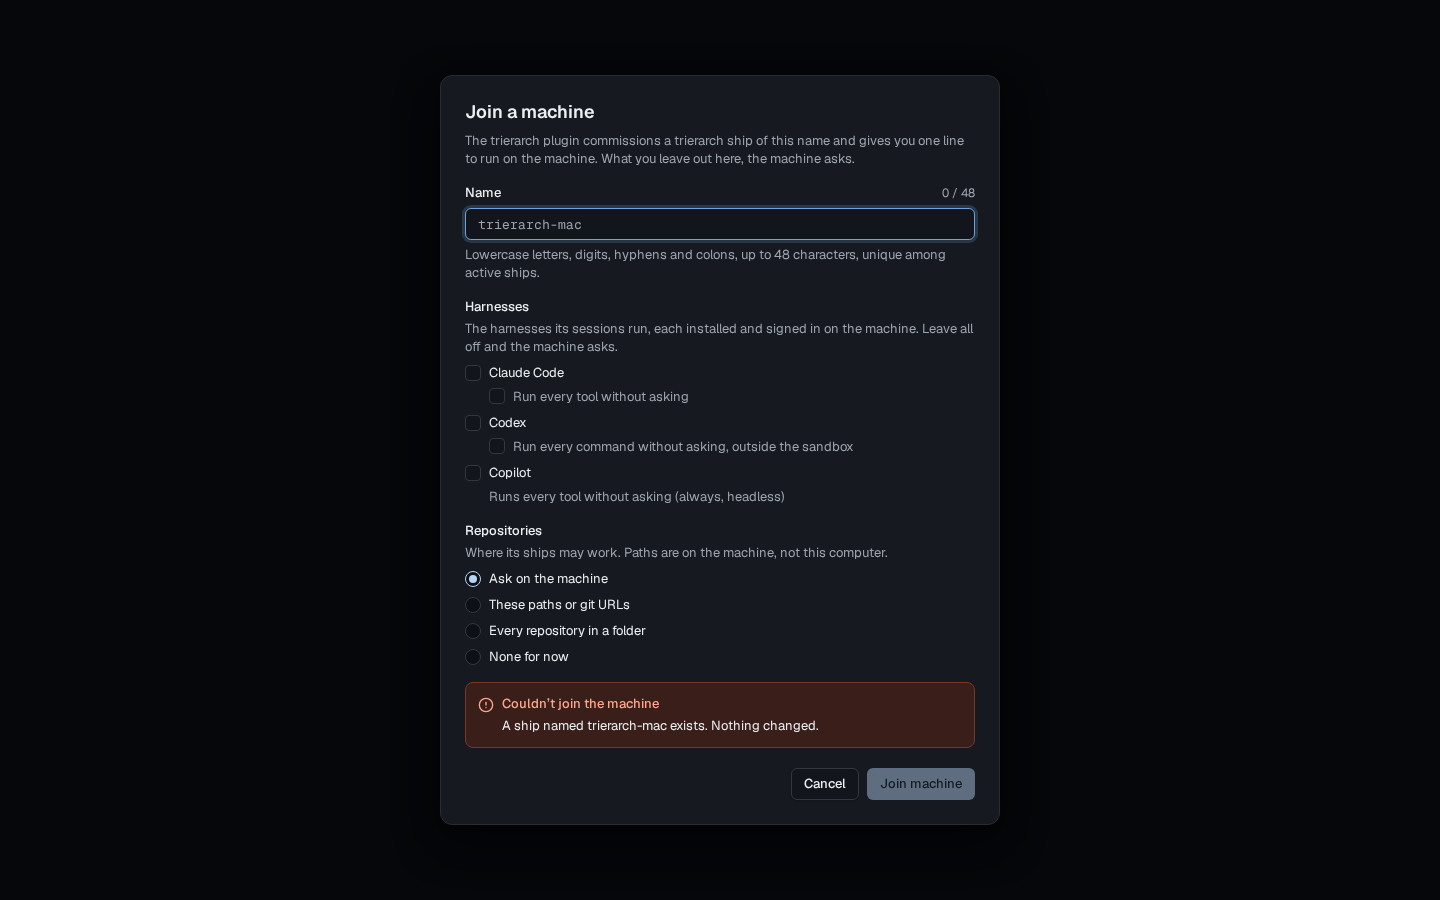 Join a machine
The trierarch plugin commissions a trierarch ship of this name and gives you one line
to run on the machine. What you leave out here, the machine asks.
Name
0 / 48
trierarch-mac
Lowercase letters, digits, hyphens and colons, up to 48 characters, unique among
active ships.
Harnesses
The harnesses its sessions run, each installed and signed in on the machine. Leave all
off and the machine asks.
Claude Code
Run every tool without asking
Codex
Run every command without asking, outside the sandbox
Copilot
Runs every tool without asking (always, headless)
Repositories
Where its ships may work. Paths are on the machine, not this computer.
Ask on the machine
These paths or git URLs
Every repository in a folder
None for now
Couldn’t join the machine
A ship named trierarch-mac exists. Nothing changed.
Cancel
Join machine